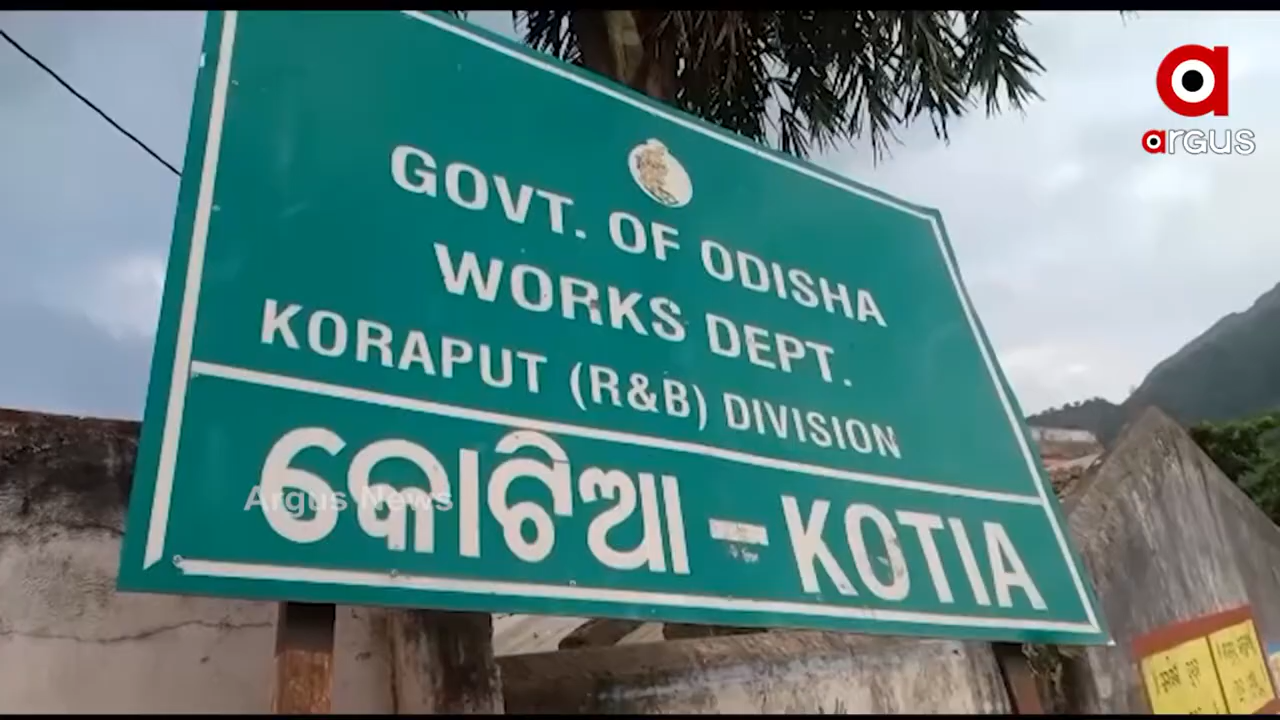 GOVT. OF ODISHA
WORKS DEPT.
KORAPUT (R&B) DIVISION
କୋଟିଆ - KOTIA
Argus News
argus